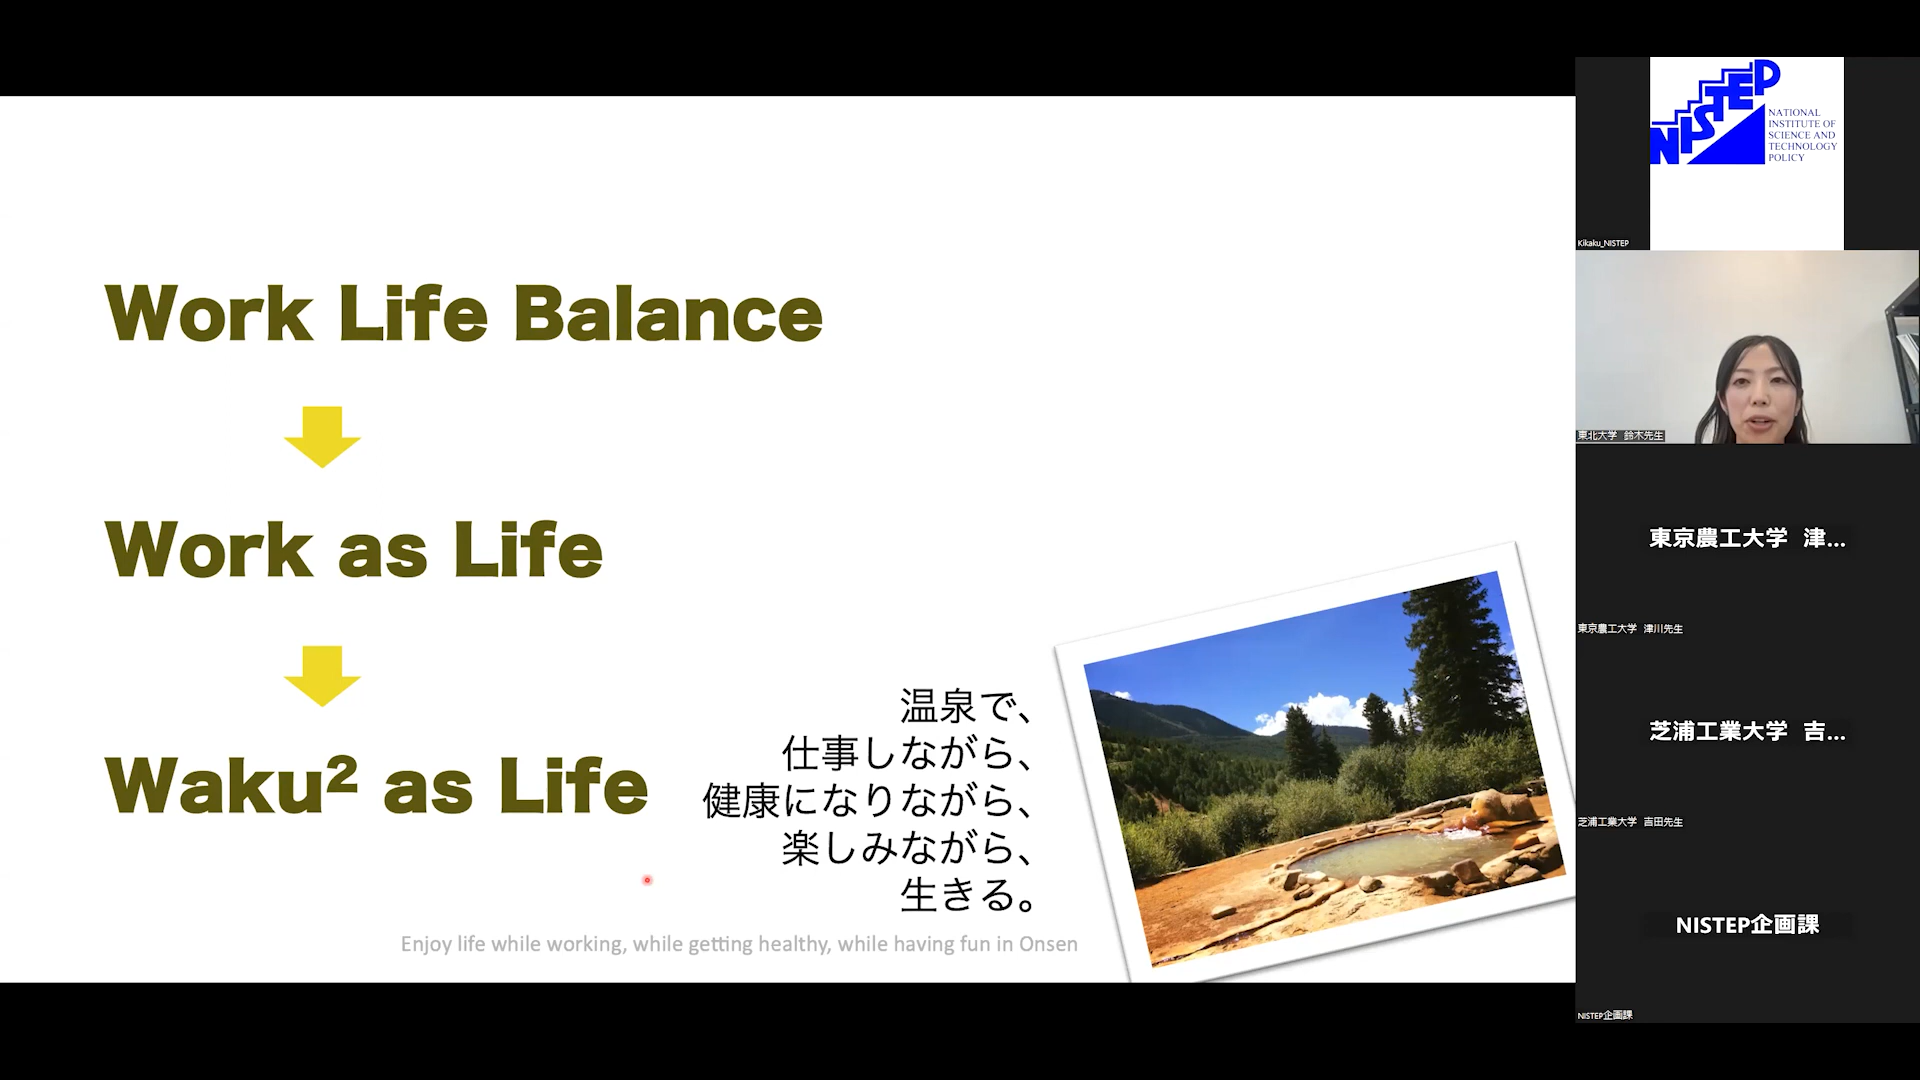 Work Life Balance
Work as Life
Waku² as Life
温泉で、
仕事しながら、
健康になりながら、
楽しみながら、
生きる。
Enjoy life while working, while getting healthy, while having fun in Onsen
NISTEP
NATIONAL
INSTITUTE OF
SCIENCE AND
TECHNOLOGY
POLICY
Kikaku_NISTEP
東北大学 鈴木先生
東京農工大学 津...
東京農工大学 津川先生
芝浦工業大学 吉...
芝浦工業大学 吉田先生
NISTEP企画課
NISTEP企画課